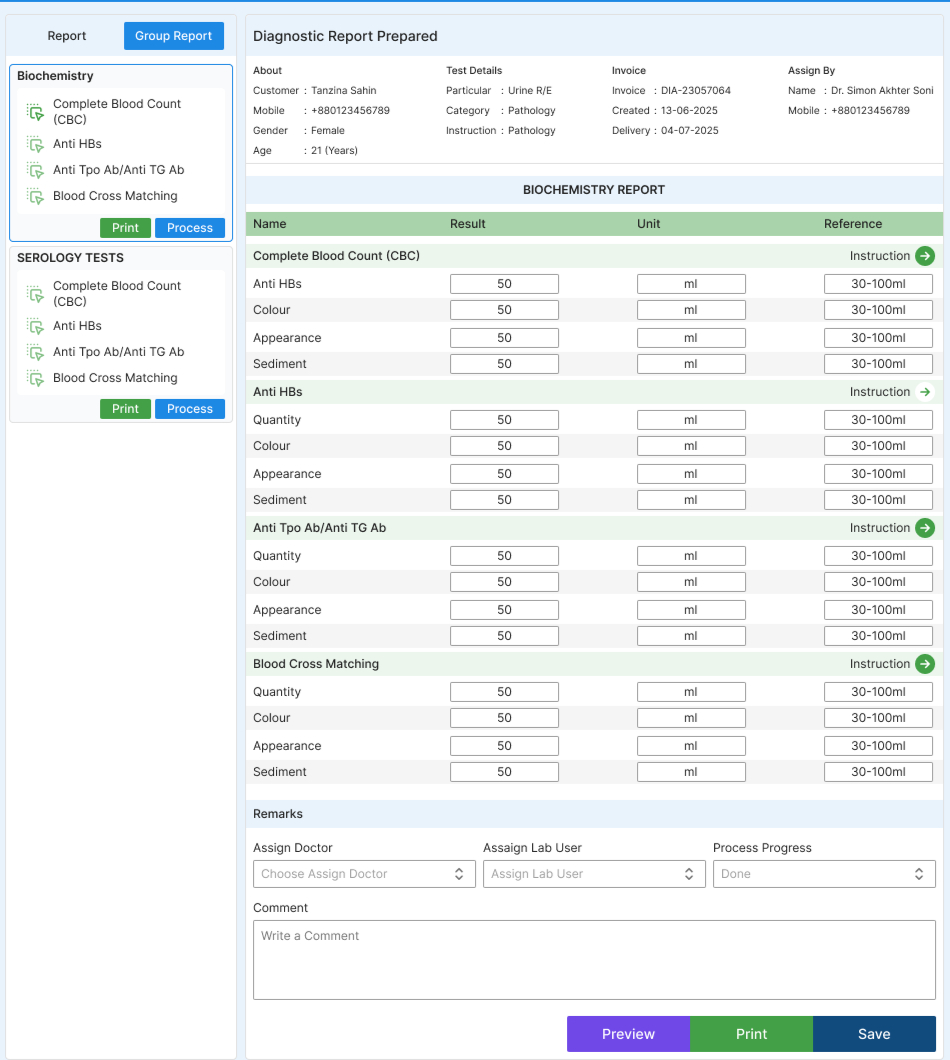 Report Group Report
Biochemistry
Complete Blood Count
(CBC)
Anti HBs
Anti Tpo Ab/Anti TG Ab
Blood Cross Matching
Print Process
SEROLOGY TESTS
Complete Blood Count
(CBC)
Anti HBs
Anti Tpo Ab/Anti TG Ab
Blood Cross Matching
Print Process
Diagnostic Report Prepared
About Test Details Invoice Assign By
Customer : Tanzina Sahin Particular : Urine R/E Invoice : DIA-23057064 Name : Dr. Simon Akhter Soni
Mobile : +880123456789 Category : Pathology Created : 13-06-2025 Mobile : +880123456789
Gender : Female Instruction : Pathology Delivery : 04-07-2025
Age : 21 (Years)
BIOCHEMISTRY REPORT
Name Result Unit Reference
Complete Blood Count (CBC) Instruction
Anti HBs 50 ml 30-100ml
Colour 50 ml 30-100ml
Appearance 50 ml 30-100ml
Sediment 50 ml 30-100ml
Anti HBs Instruction
Quantity 50 ml 30-100ml
Colour 50 ml 30-100ml
Appearance 50 ml 30-100ml
Sediment 50 ml 30-100ml
Anti Tpo Ab/Anti TG Ab Instruction
Quantity 50 ml 30-100ml
Colour 50 ml 30-100ml
Appearance 50 ml 30-100ml
Sediment 50 ml 30-100ml
Blood Cross Matching Instruction
Quantity 50 ml 30-100ml
Colour 50 ml 30-100ml
Appearance 50 ml 30-100ml
Sediment 50 ml 30-100ml
Remarks
Assign Doctor Assaign Lab User Process Progress
Choose Assign Doctor Assign Lab User Done
Comment
Write a Comment
Preview Print Save